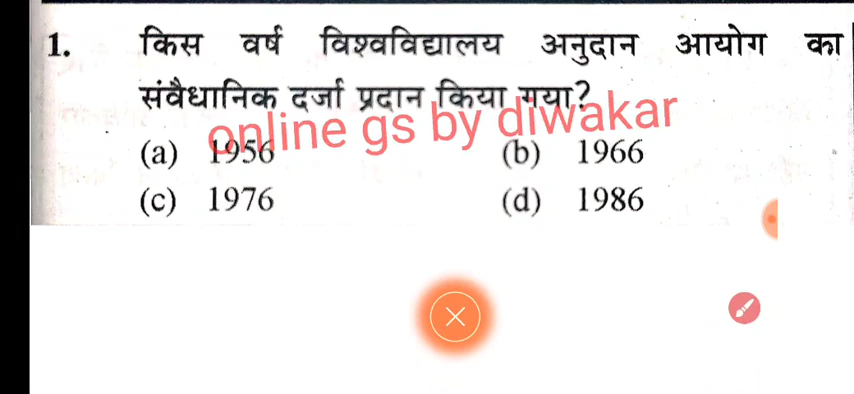 1. किस वर्ष विश्वविद्यालय अनुदान आयोग का
संवैधानिक दर्जा प्रदान किया गया?
online gs by diwakar
(a) 1956 (b) 1966
(c) 1976 (d) 1986